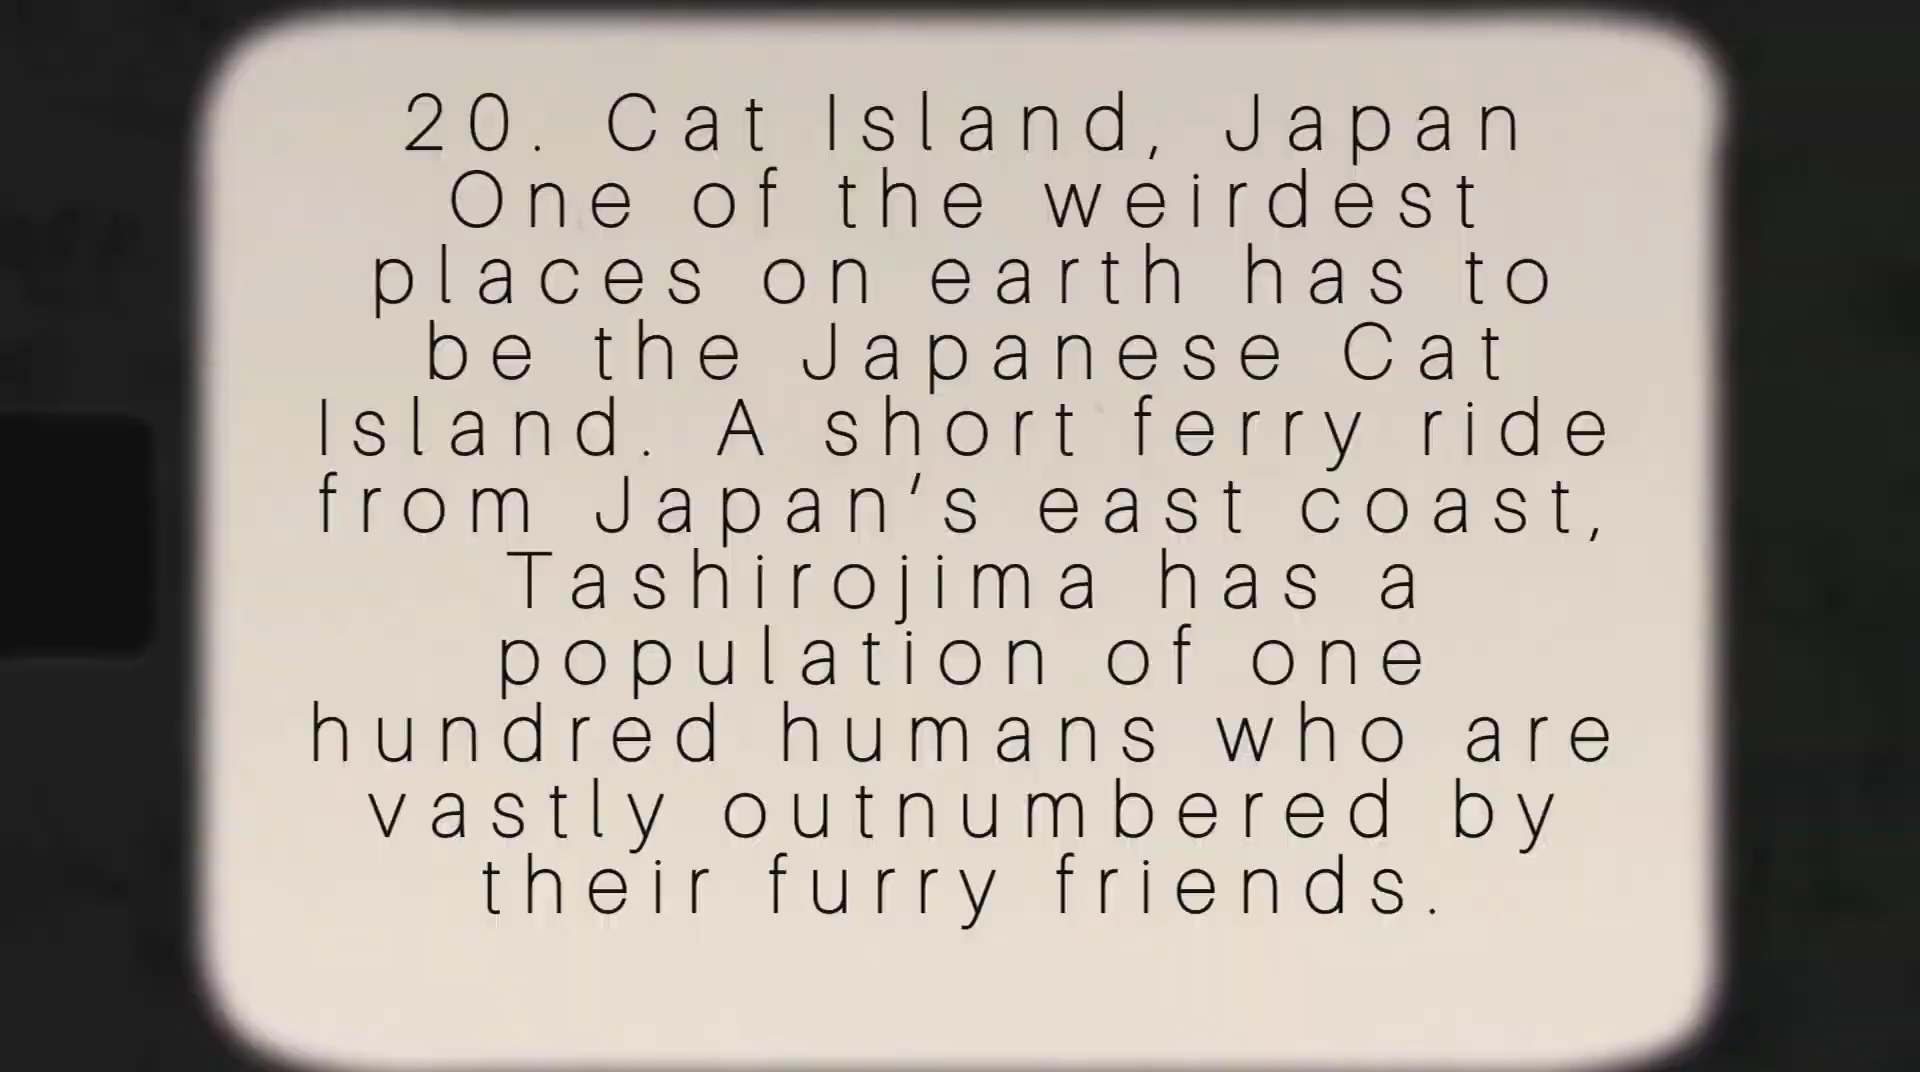 20. Cat Island, Japan
One of the weirdest
places on earth has to
be the Japanese Cat
Island. A short ferry ride
from Japan's east coast,
Tashirojima has a
population of one
hundred humans who are
vastly outnumbered by
their furry friends.